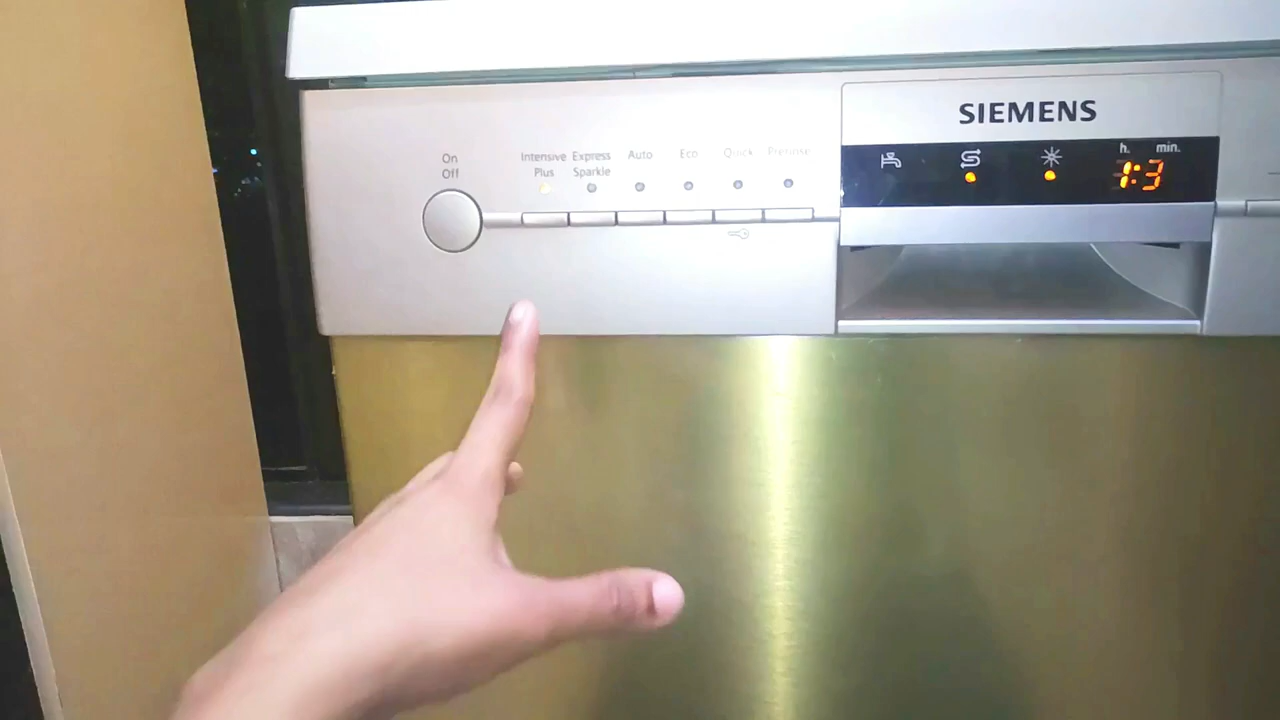 SIEMENS
On
Off
Intensive
Plus
Express
Sparkle
Auto
Eco
Quick
Prerinse
h. min.
1:3